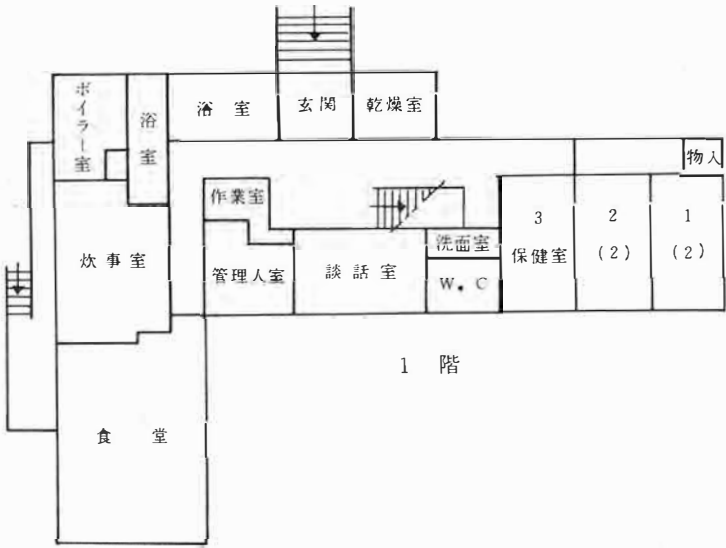 ボイラー室
浴室
浴室
玄関
乾燥室
物入
作業室
3
保健室
2
(2)
1
(2)
洗面室
炊事室
管理人室
談話室
W.C
1 階
食堂